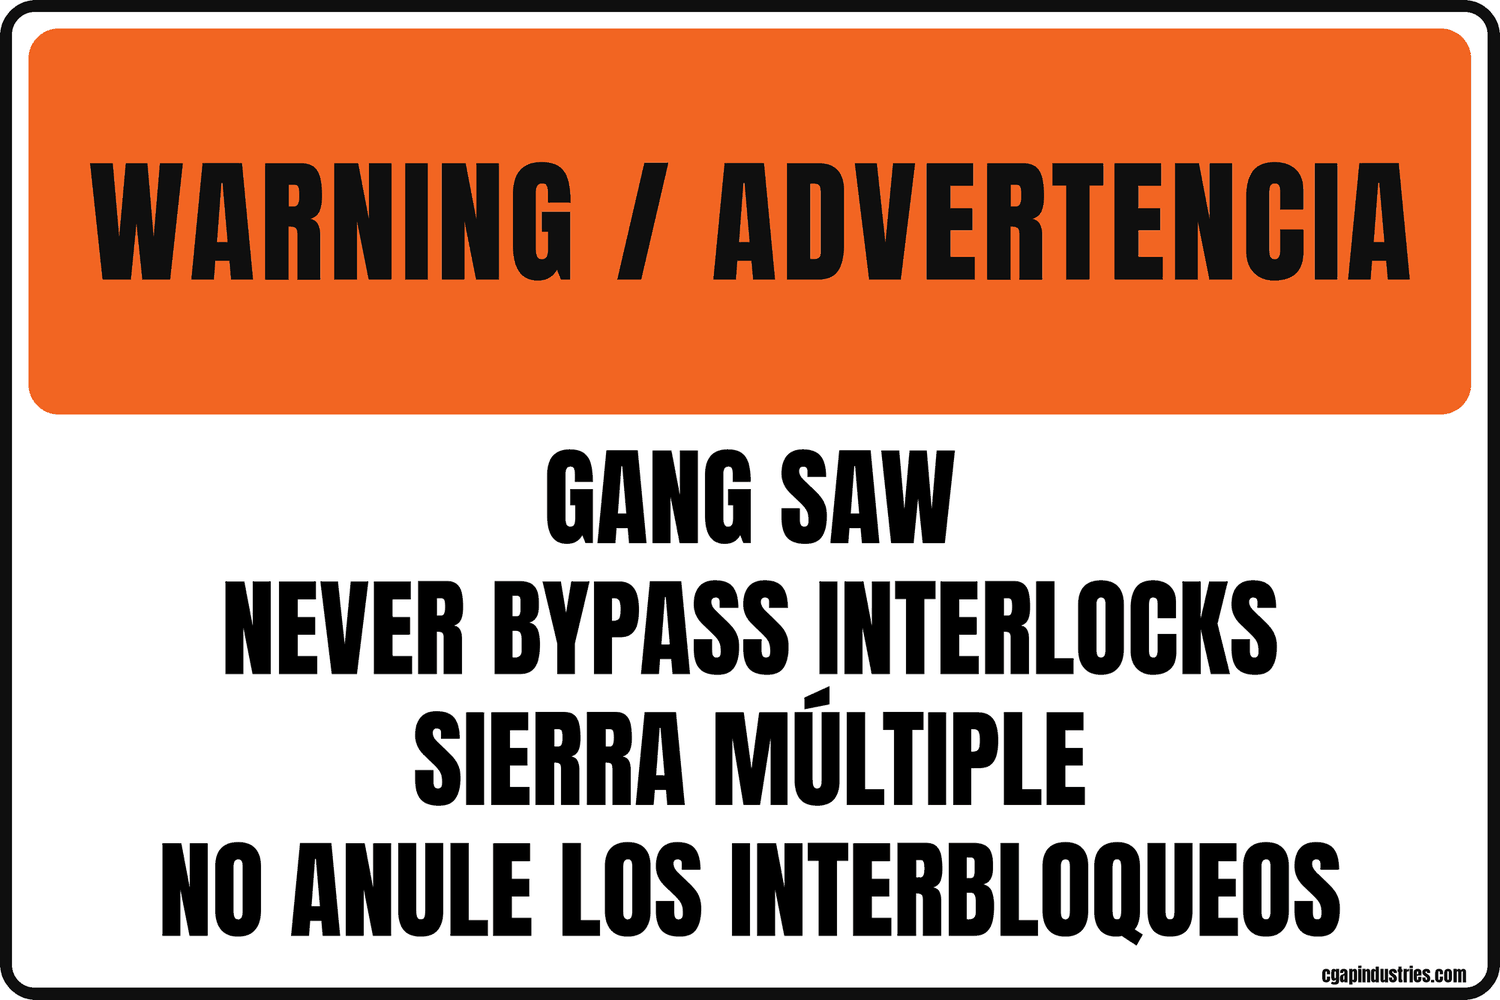 WARNING / ADVERTENCIA
GANG SAW
NEVER BYPASS INTERLOCKS
SIERRA MÚLTIPLE
NO ANULE LOS INTERBLOQUEOS
cgapindustries.com